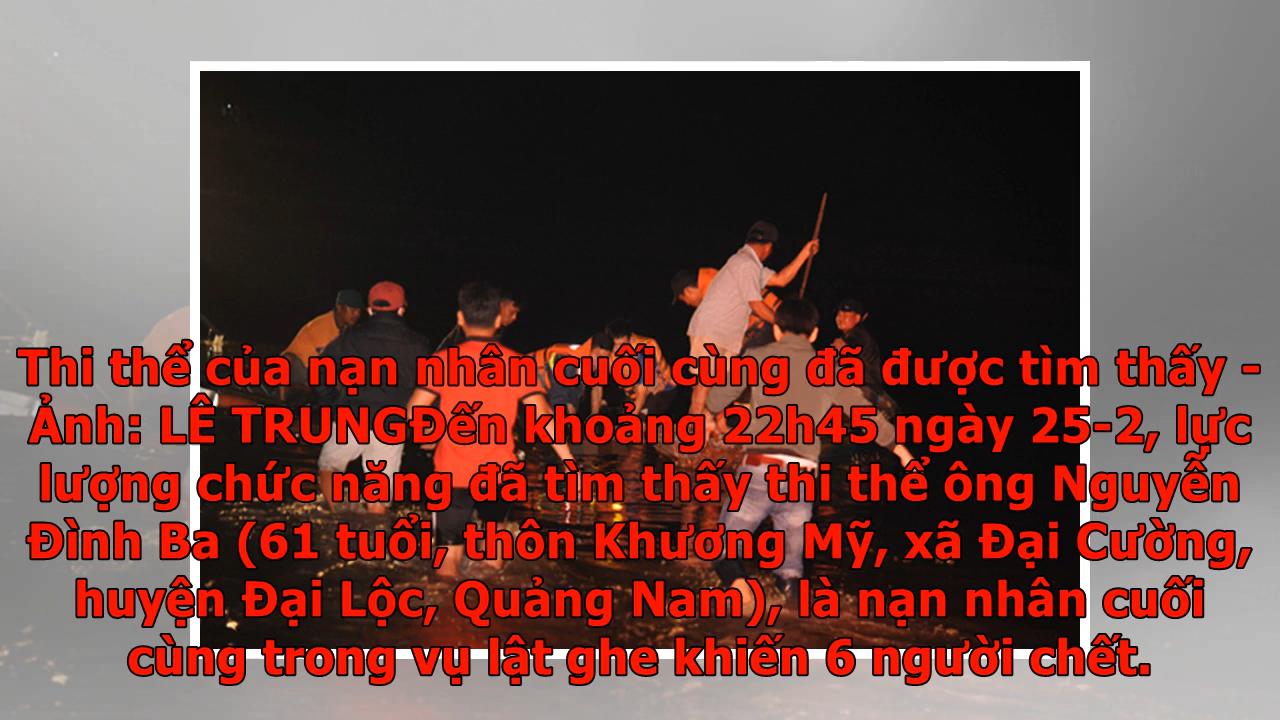 Thi thể của nạn nhân cuối cùng đã được tìm thấy -
Ảnh: LÊ TRUNGĐến khoảng 22h45 ngày 25-2, lực
lượng chức năng đã tìm thấy thi thể ông Nguyễn
Đình Ba (61 tuổi, thôn Khương Mỹ, xã Đại Cường,
huyện Đại Lộc, Quảng Nam), là nạn nhân cuối
cùng trong vụ lật ghe khiến 6 người chết.